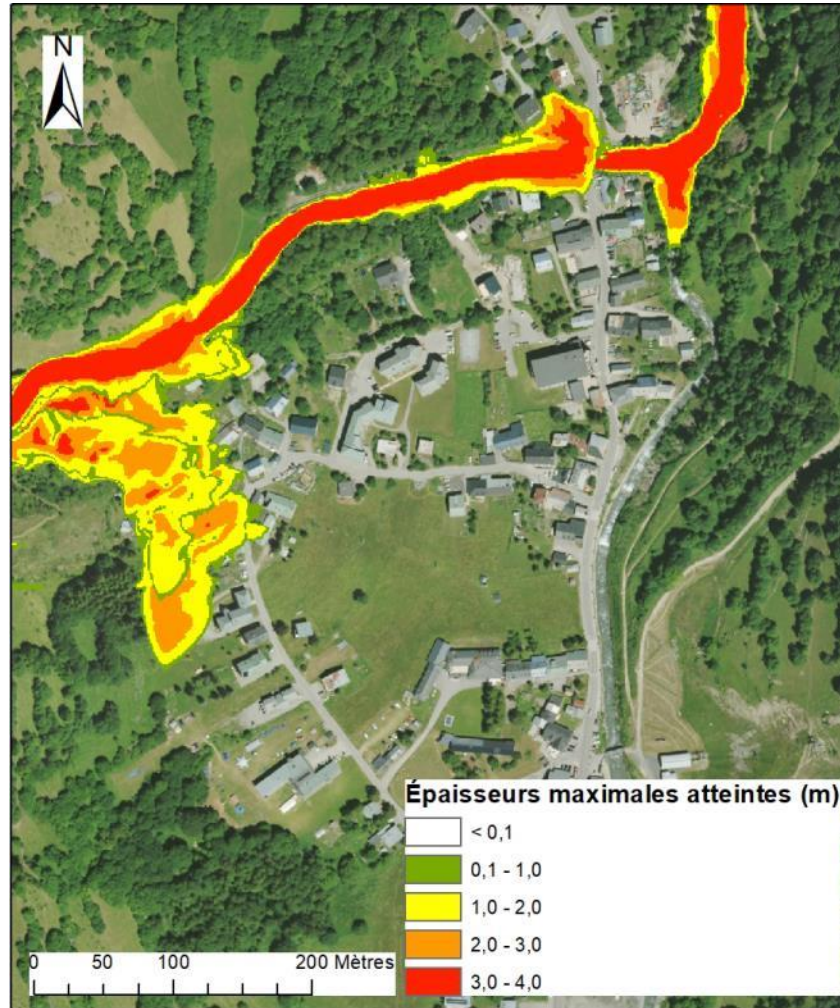 N
Épaisseurs maximales atteintes (m)
< 0,1
0,1 - 1,0
1,0 - 2,0
2,0 - 3,0
3,0 - 4,0
0 50 100 200 Mètres